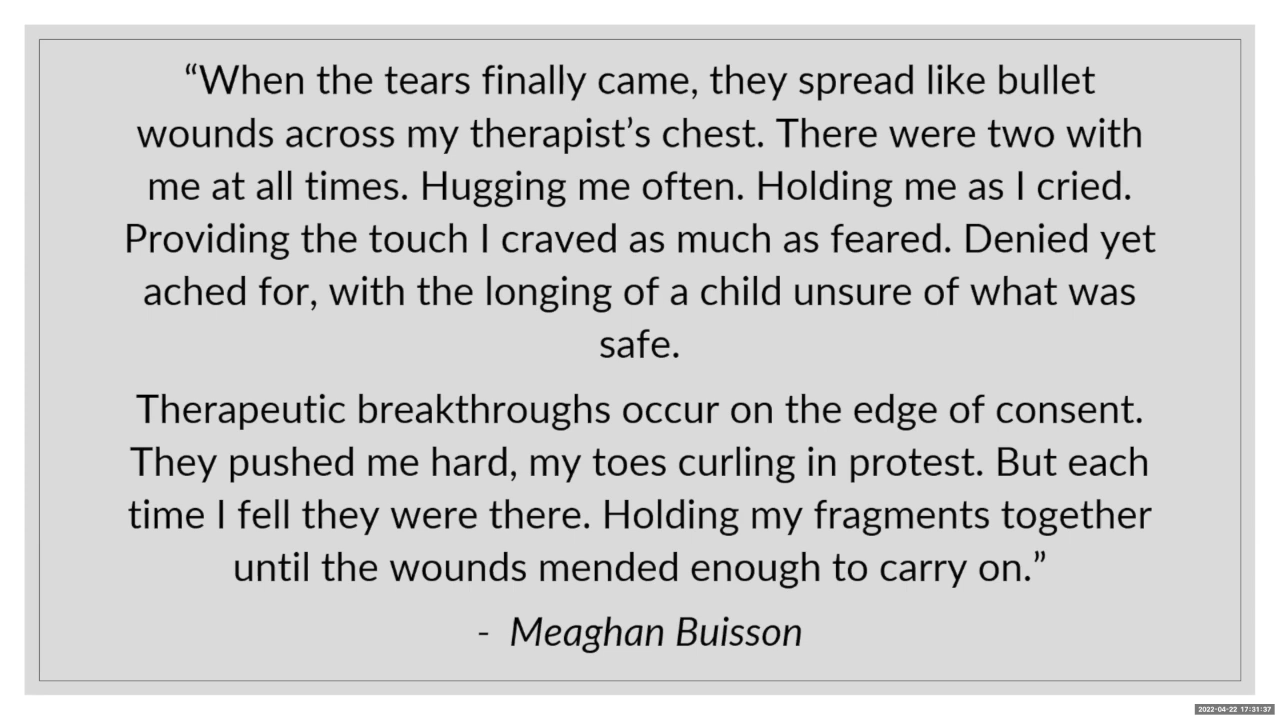 “When the tears finally came, they spread like bullet
wounds across my therapist’s chest. There were two with
me at all times. Hugging me often. Holding me as I cried.
Providing the touch I craved as much as feared. Denied yet
ached for, with the longing of a child unsure of what was
safe.
Therapeutic breakthroughs occur on the edge of consent.
They pushed me hard, my toes curling in protest. But each
time I fell they were there. Holding my fragments together
until the wounds mended enough to carry on.”
- Meaghan Buisson
2022-04-22 17:31:37